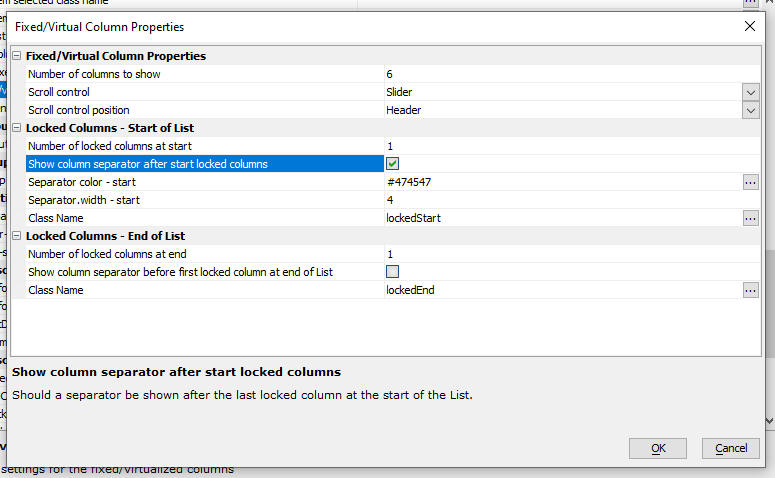 em selected class name
Fixed/Virtual Column Properties
Fixed/Virtual Column Properties
Number of columns to show 6
Scroll control Slider
Scroll control position Header
Locked Columns - Start of List
Number of locked columns at start 1
Show column separator after start locked columns
Separator color - start #474547 ...
Separator.width - start 4
Class Name lockedStart ...
Locked Columns - End of List
Number of locked columns at end 1
Show column separator before first locked column at end of List
Class Name lockedEnd ...
Show column separator after start locked columns
Should a separator be shown after the last locked column at the start of the List.
OK Cancel
settings for the fixed/virtualized columns